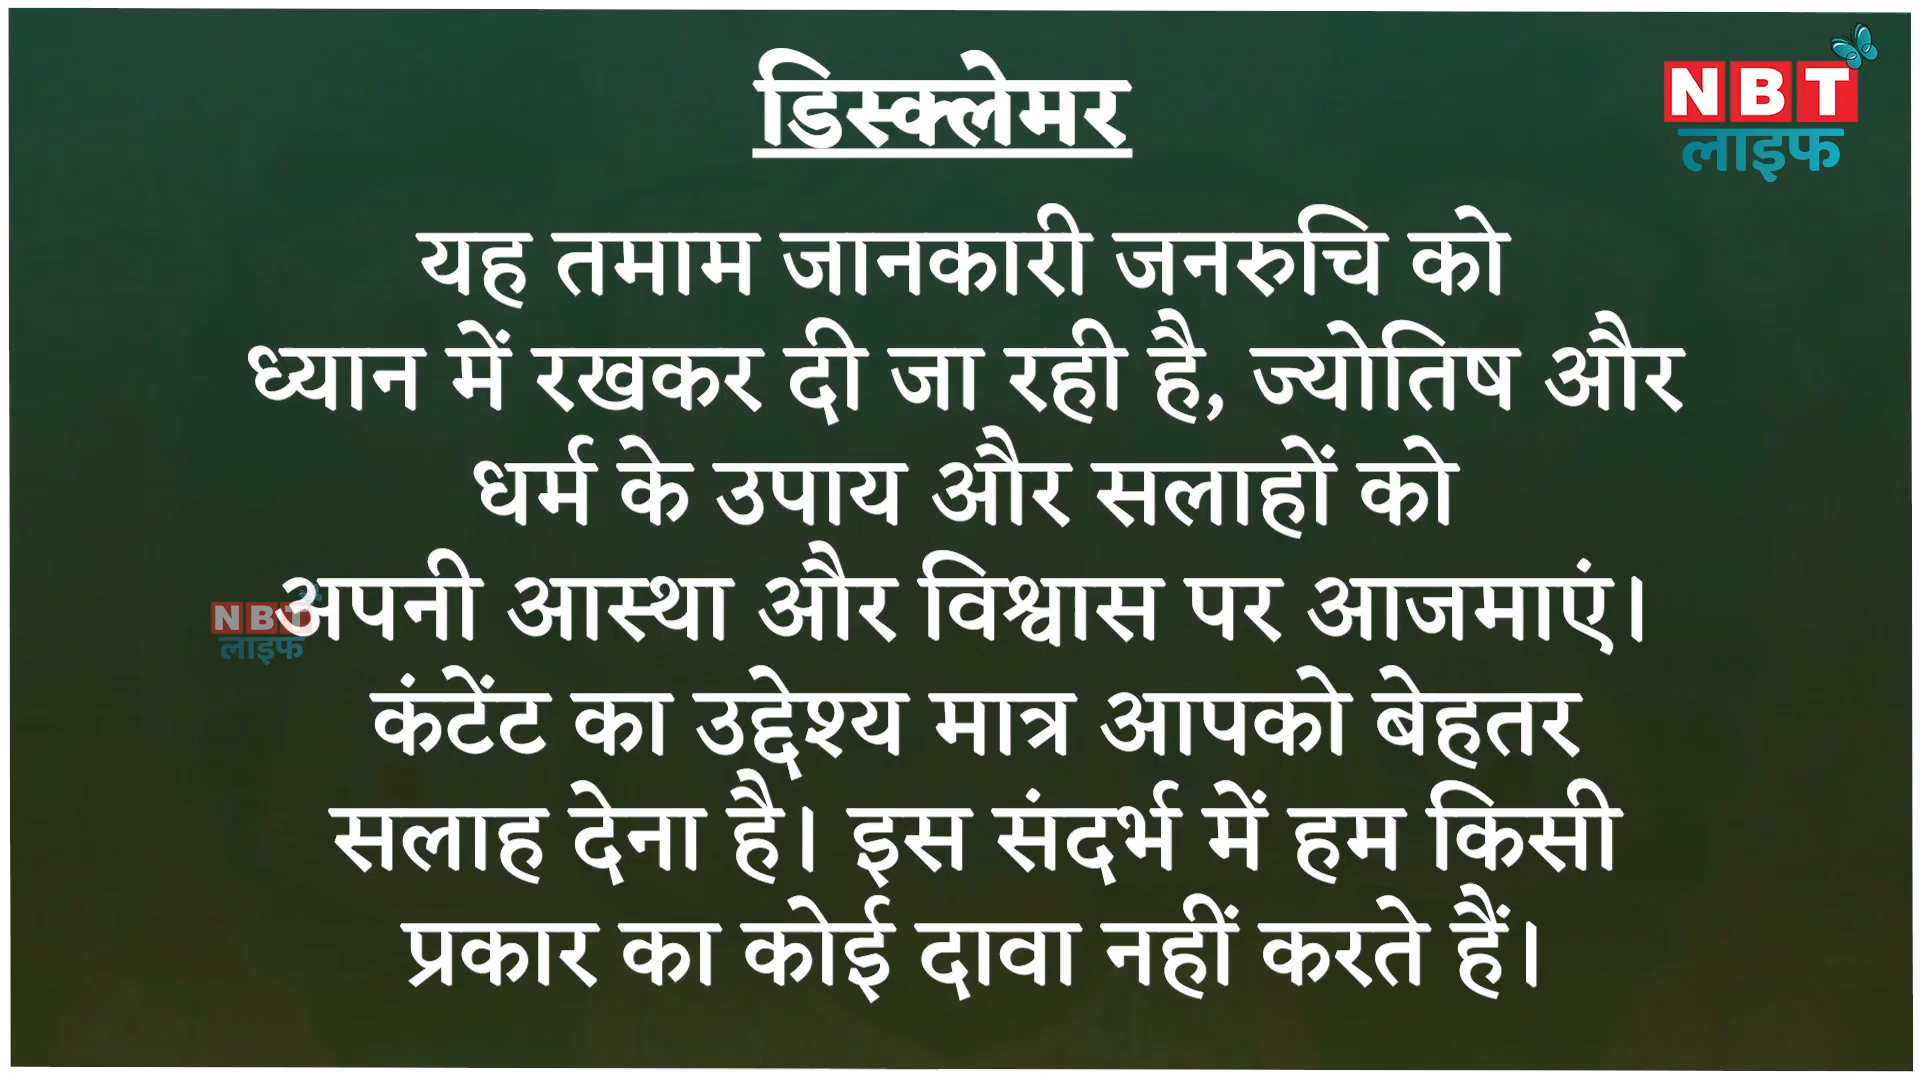 डिस्क्लेमर
NBT
लाइफ
यह तमाम जानकारी जनरुचि को
ध्यान में रखकर दी जा रही है, ज्योतिष और
धर्म के उपाय और सलाहों को
अपनी आस्था और विश्वास पर आजमाएं।
NBT
लाइफ
कंटेंट का उद्देश्य मात्र आपको बेहतर
सलाह देना है। इस संदर्भ में हम किसी
प्रकार का कोई दावा नहीं करते हैं।